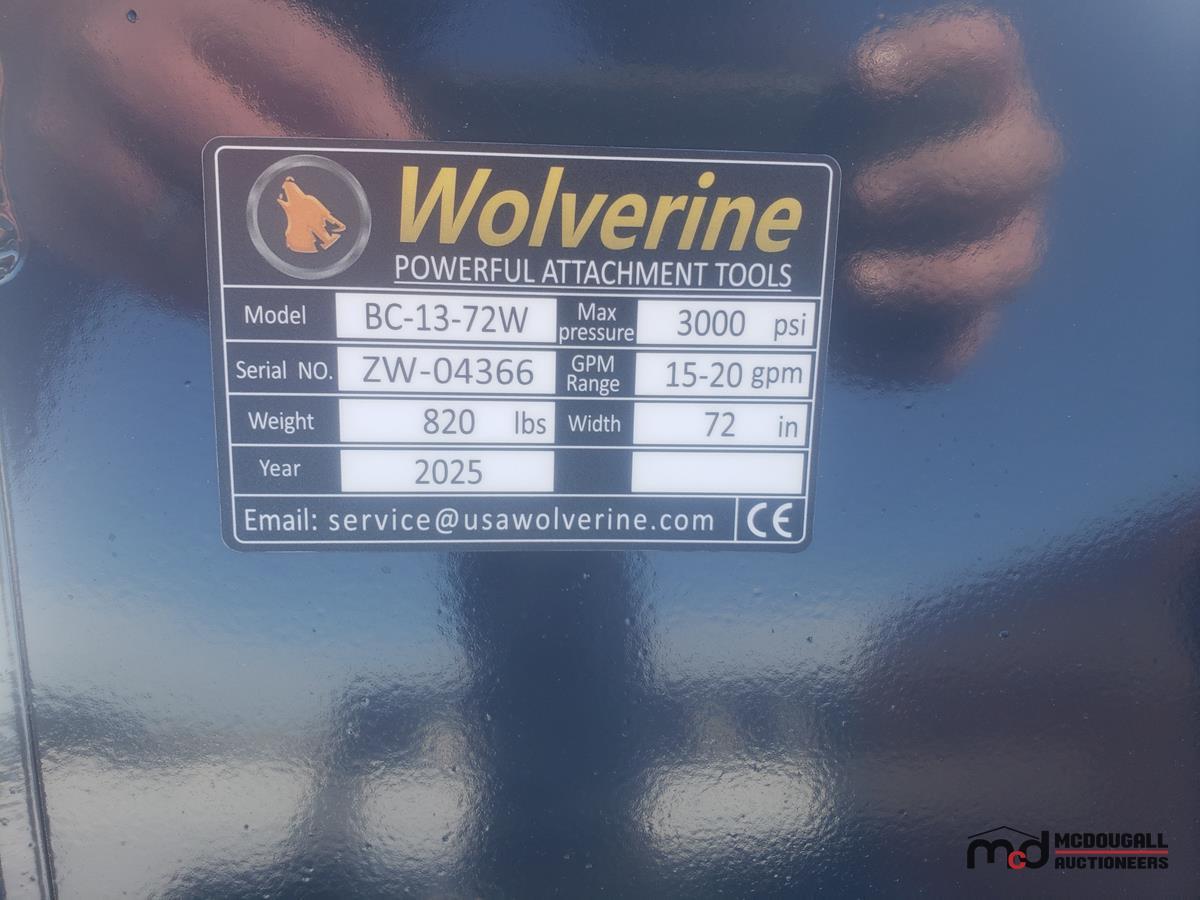 Wolverine
POWERFUL ATTACHMENT TOOLS
Model BC-13-72W Max pressure 3000 psi
Serial NO. ZW-04366 GPM Range 15-20 gpm
Weight 820 lbs Width 72 in
Year 2025
Email: service@usawolverine.com CE
mcd MCDOUGALL
AUCTIONEERS